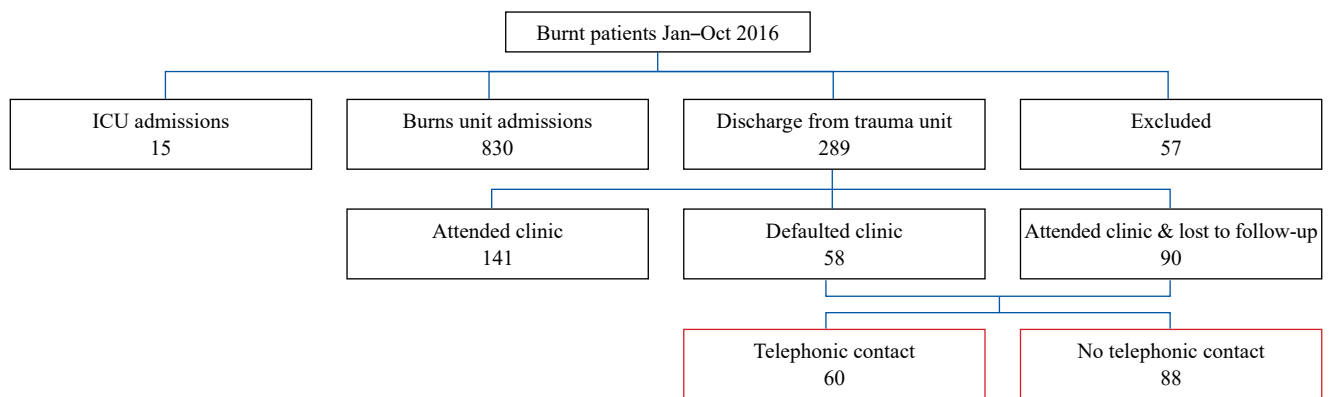 Burnt patients Jan–Oct 2016
ICU admissions
15
Burns unit admissions
830
Discharge from trauma unit
289
Excluded
57
Attended clinic
141
Defaulted clinic
58
Attended clinic & lost to follow-up
90
Telephonic contact
60
No telephonic contact
88